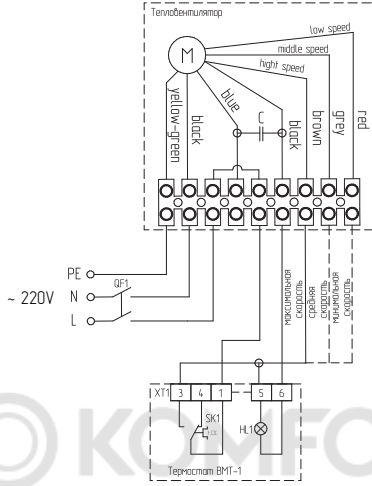 Тепловентилятор
low speed
middle speed
hight speed
M
yellow-green
black
blue
C
black
brown
grey
red
PE
QF1
~ 220V
N
L
максимальная
скорость
средняя
скорость
минимальная
скорость
XT1
3
4
1
5
6
SK1
HL1
Термостат ВМТ-1
KOMFO